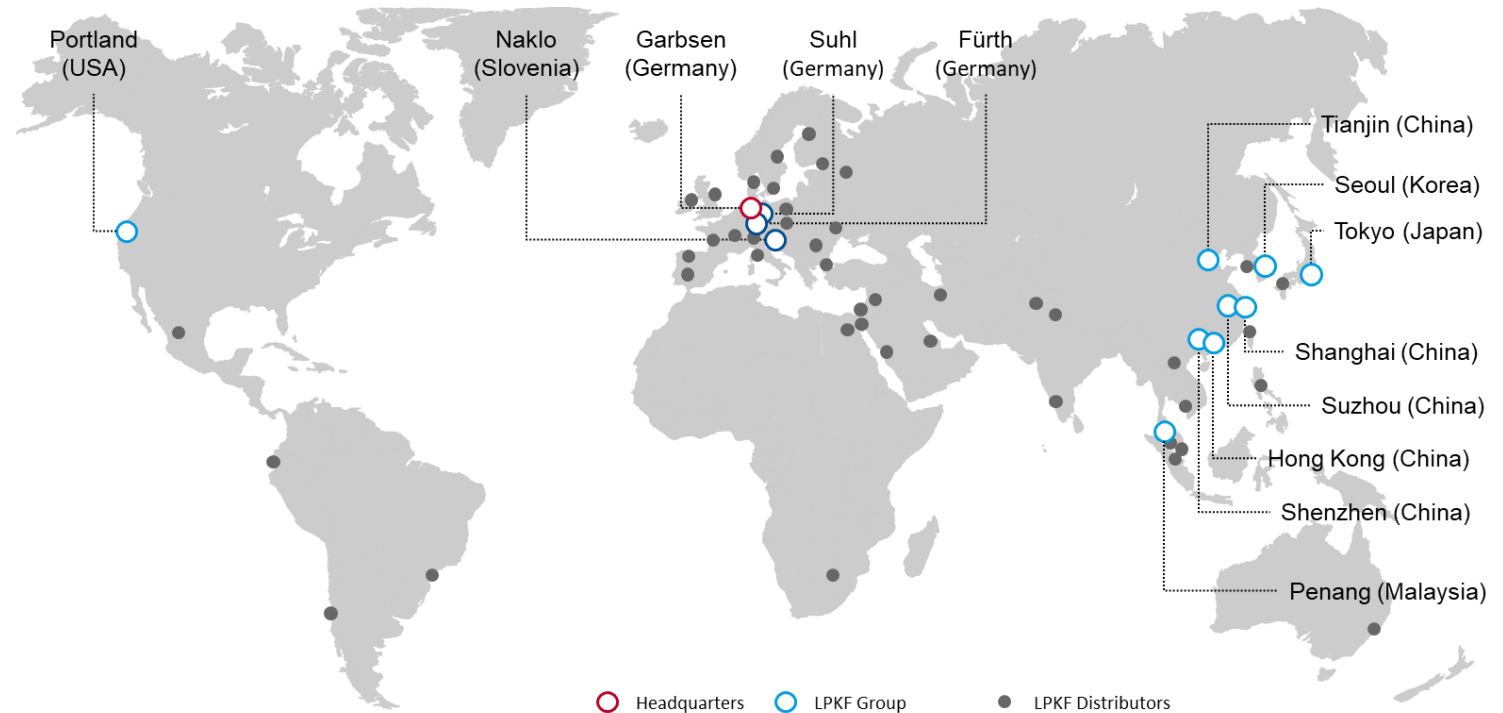 Portland
(USA)
Naklo
(Slovenia)
Garbsen
(Germany)
Suhl
(Germany)
Fürth
(Germany)
Tianjin (China)
Seoul (Korea)
Tokyo (Japan)
Shanghai (China)
Suzhou (China)
Hong Kong (China)
Shenzhen (China)
Penang (Malaysia)
Headquarters
LPKF Group
LPKF Distributors